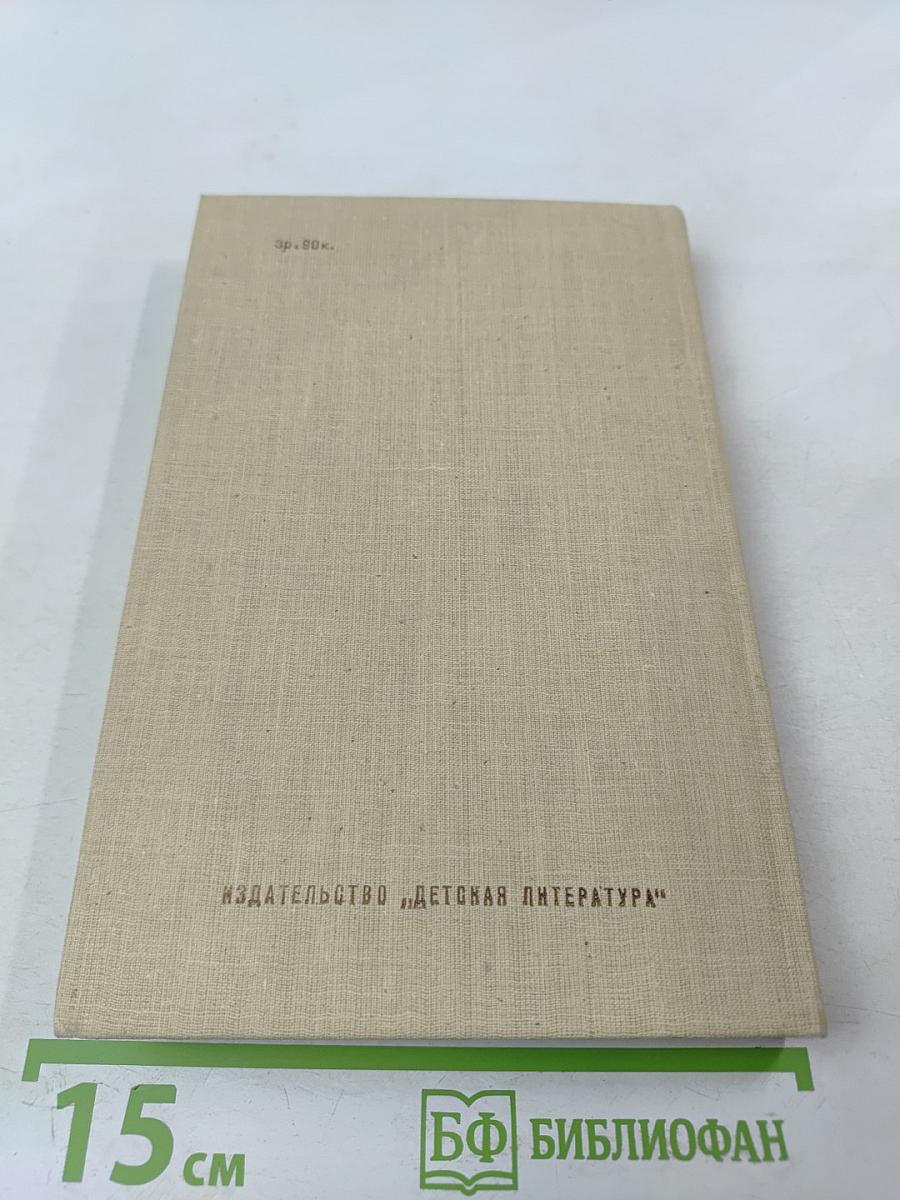 3р.90к.
ИЗДАТЕЛЬСТВО „ДЕТСКАЯ ЛИТЕРАТУРА“
15 см
БФ БИБЛИОФАН